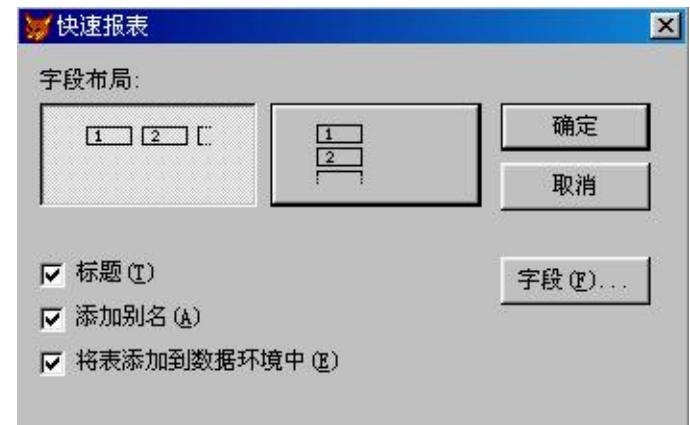 快速报表
字段布局:
1 2
1
2
确定
取消
标题(T)
字段(F)...
添加别名(A)
将表添加到数据环境中(E)